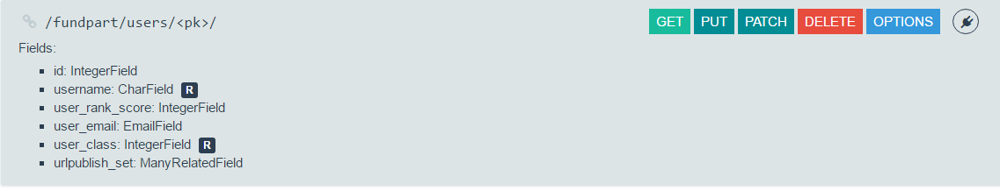 /fundpart/users/<pk>/ GET PUT PATCH DELETE OPTIONS
Fields:
id: IntegerField
username: CharField R
user_rank_score: IntegerField
user_email: EmailField
user_class: IntegerField R
urlpublish_set: ManyRelatedField